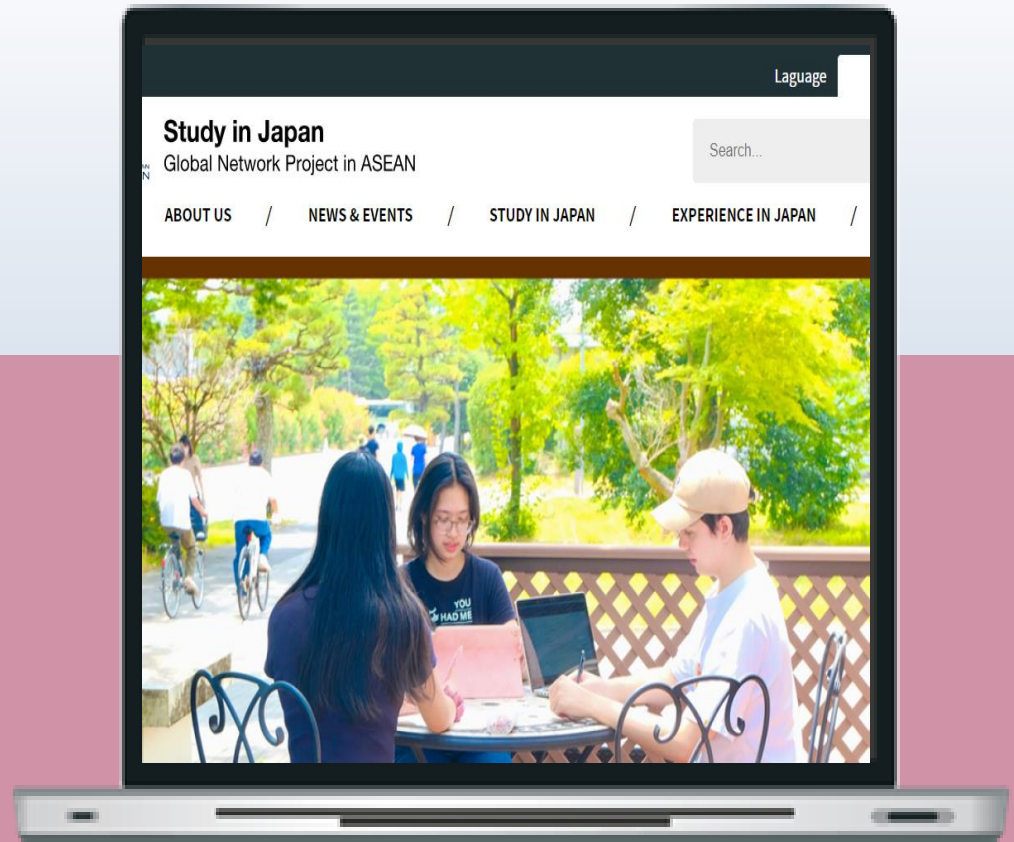 Laguage
Study in Japan
Global Network Project in ASEAN
Search...
ABOUT US / NEWS & EVENTS / STUDY IN JAPAN / EXPERIENCE IN JAPAN /
YOU
HAD ME